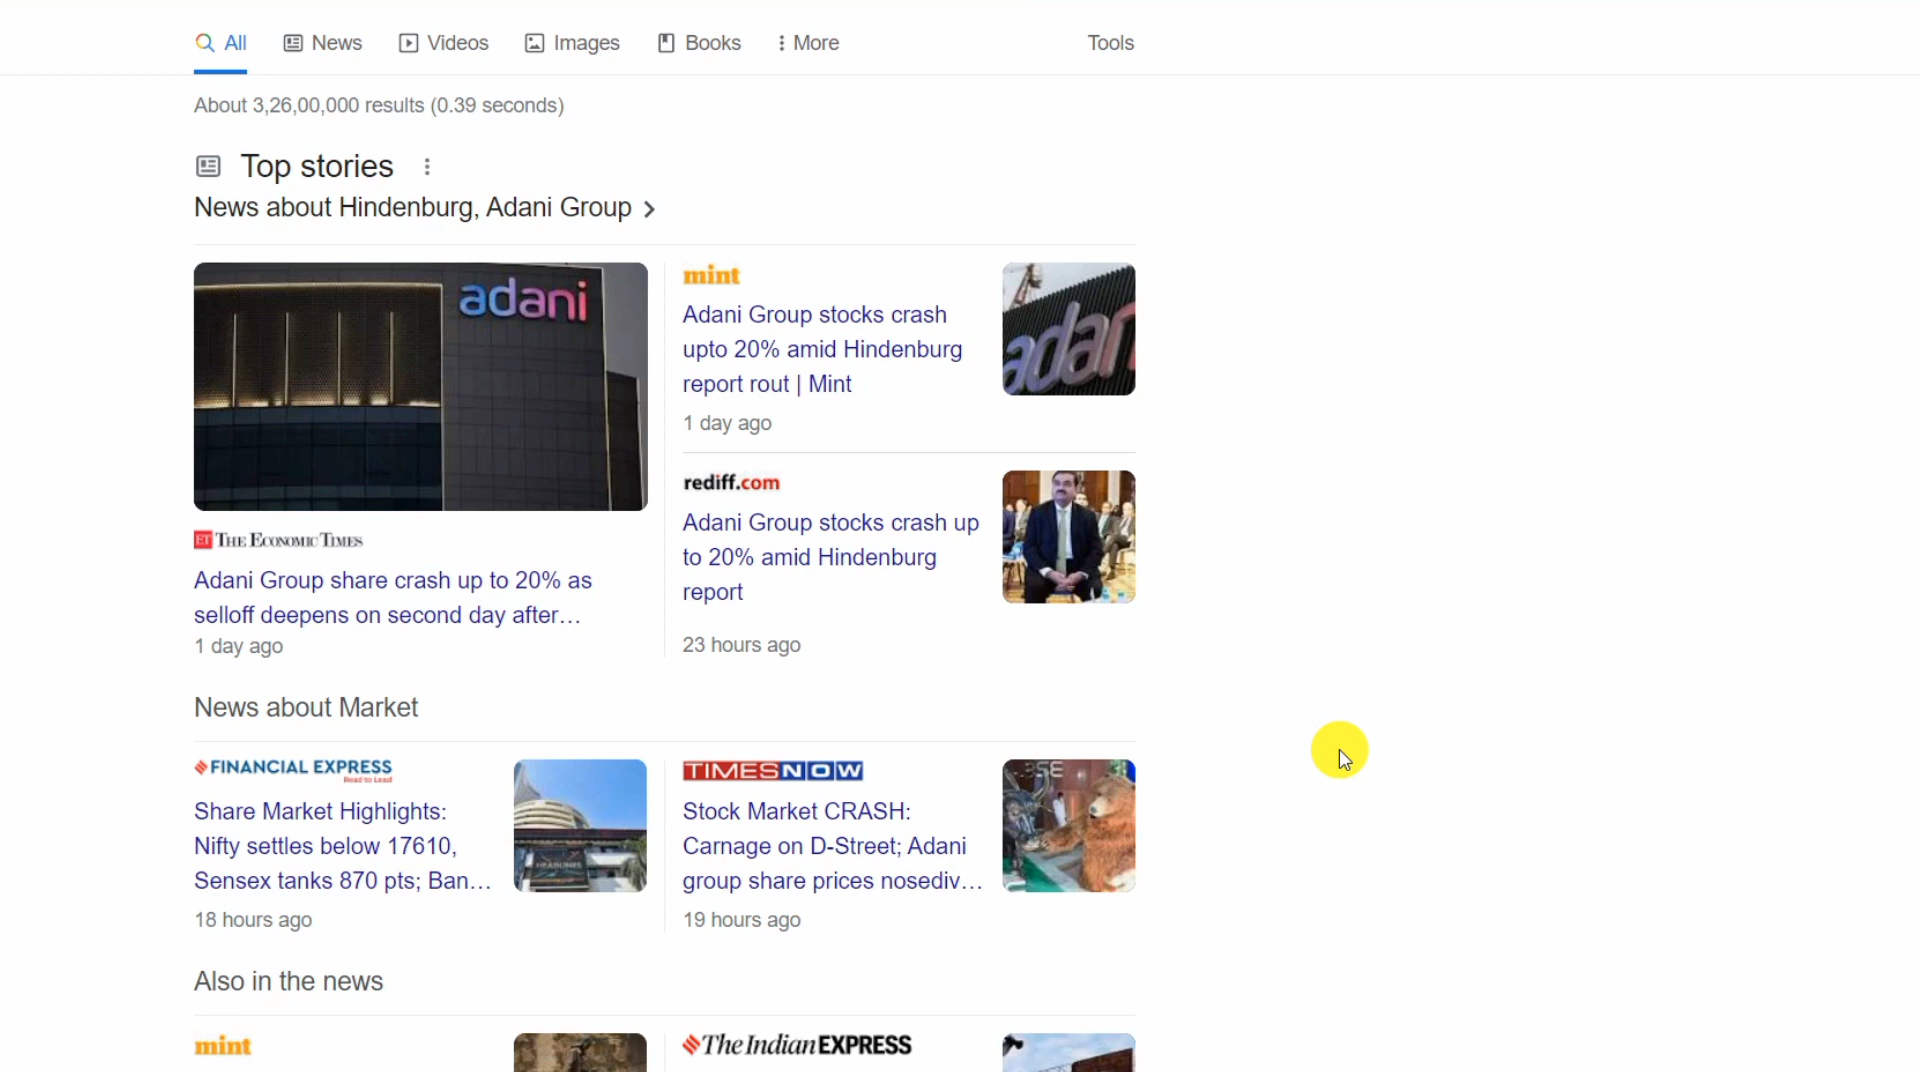 All News Videos Images Books More Tools
About 3,26,00,000 results (0.39 seconds)
Top stories
News about Hindenburg, Adani Group
adani
THE ECONOMIC TIMES
Adani Group share crash up to 20% as
selloff deepens on second day after...
1 day ago
mint
Adani Group stocks crash
upto 20% amid Hindenburg
report rout | Mint
1 day ago
adan
rediff.com
Adani Group stocks crash up
to 20% amid Hindenburg
report
23 hours ago
News about Market
FINANCIAL EXPRESS
Read to Lead
Share Market Highlights:
Nifty settles below 17610,
Sensex tanks 870 pts; Ban...
18 hours ago
TIMES NOW
Stock Market CRASH:
Carnage on D-Street; Adani
group share prices nosediv...
19 hours ago
Also in the news
mint
The Indian EXPRESS